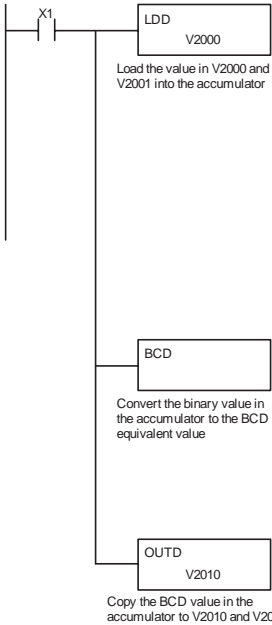 X1
LDD
V2000
Load the value in V2000 and
V2001 into the accumulator
BCD
Convert the binary value in
the accumulator to the BCD
equivalent value
OUTD
V2010
Copy the BCD value in the
accumulator to V2010 and